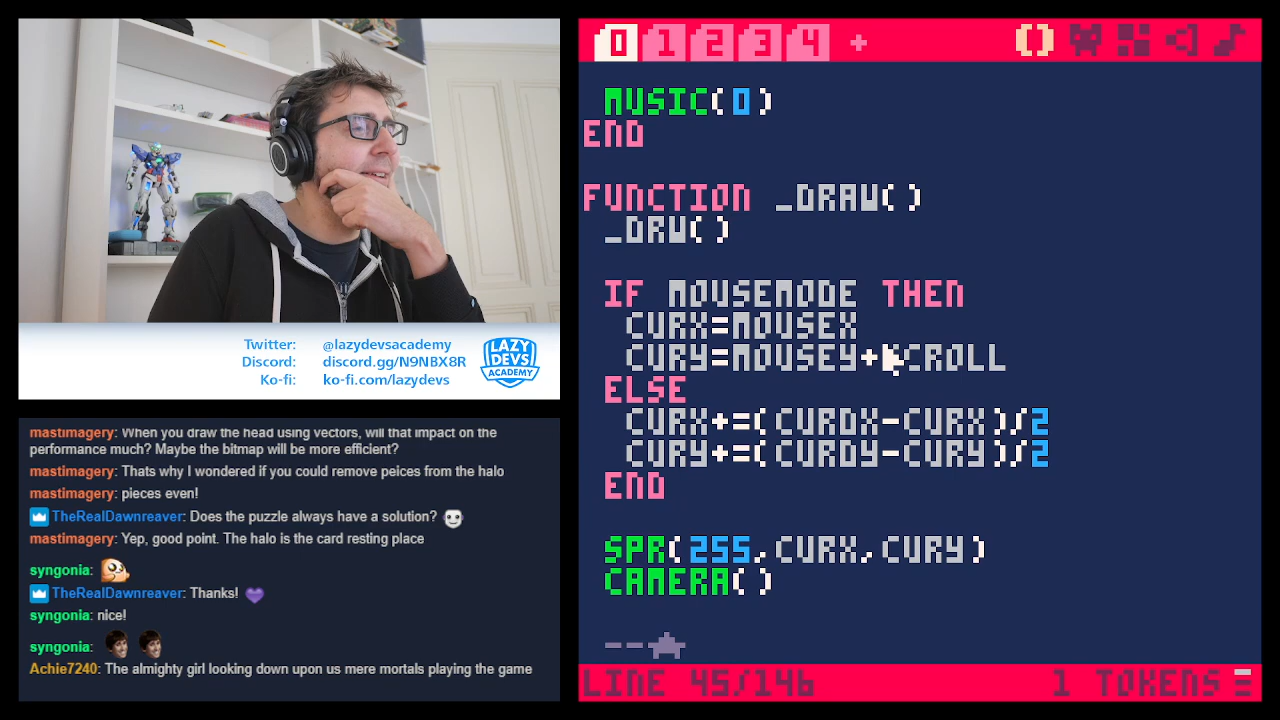 Twitter: @lazydevsacademy
Discord: discord.gg/N9NBX8R
Ko-fi: ko-fi.com/lazydevs
LAZY
DEVS
ACADEMY
mastimagery: When you draw the head using vectors, will that impact on the
performance much? Maybe the bitmap will be more efficient?
mastimagery: Thats why I wondered if you could remove peices from the halo
mastimagery: pieces even!
TheRealDawnreaver: Does the puzzle always have a solution?
mastimagery: Yep, good point. The halo is the card resting place
syngonia:
TheRealDawnreaver: Thanks!
syngonia: nice!
syngonia:
Achie7240: The almighty girl looking down upon us mere mortals playing the game
0 1 2 3 4 +
MUSIC(0)
END
FUNCTION _DRAW()
_DRW()
IF MOUSEMODE THEN
CURX=MOUSEX
CURY=MOUSEY+SCROLL
ELSE
CURX+=(CURDX-CURX)/2
CURY+=(CURDY-CURY)/2
END
SPR(255,CURX,CURY)
CAMERA()
--
LINE 45/146 1 TOKENS